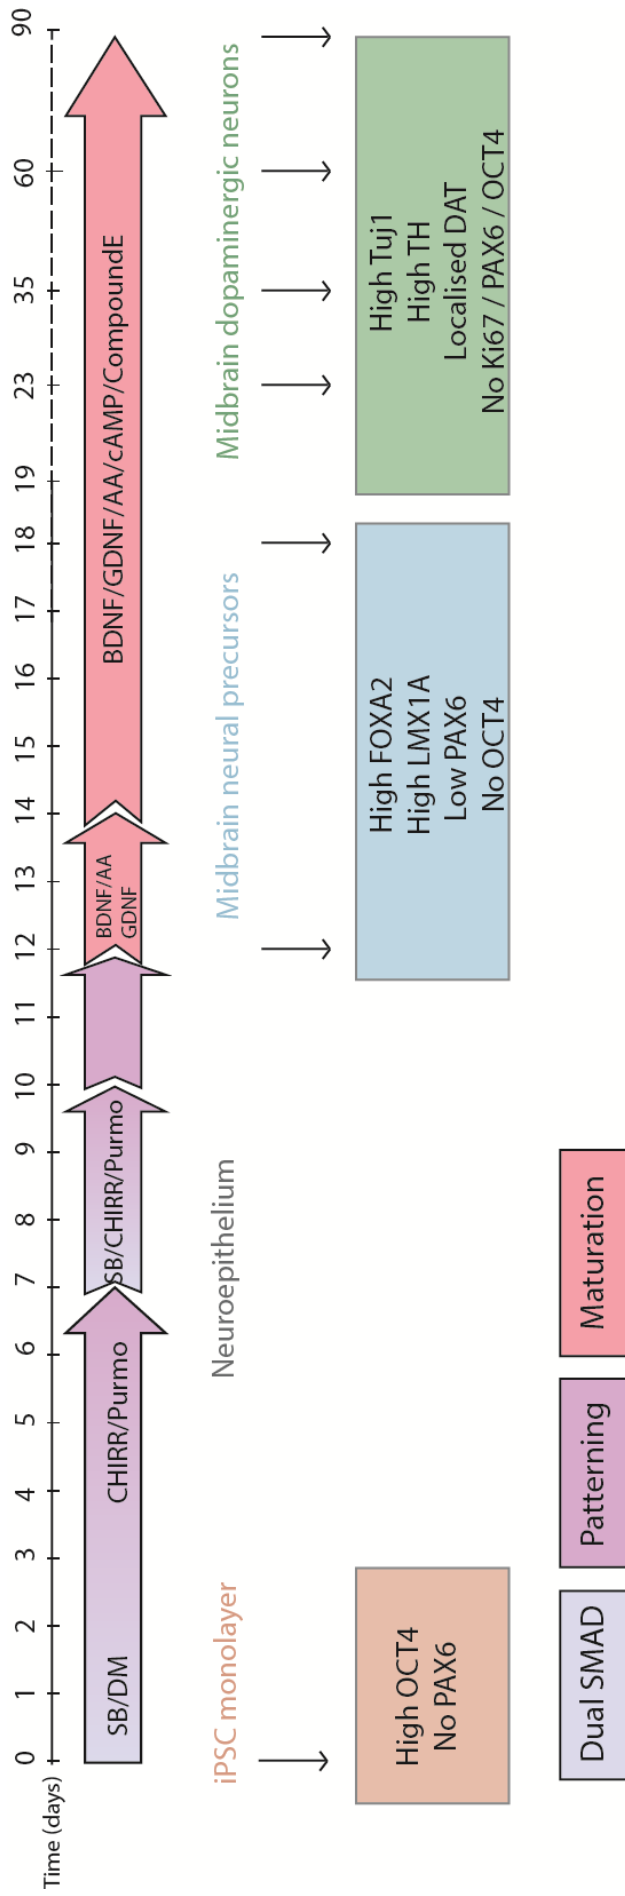 Time (days)
0 1 2 3 4 5 6 7 8 9 10 11 12 13 14 15 16 17 18 19 23 35 60 90
SB/DM
CHIRR/Purmo
SB/CHIRR/Purmo
BDNF/AA
GDNF
BDNF/GDNF/AA/cAMP/CompoundE
iPSC monolayer
Neuroepithelium
Midbrain neural precursors
Midbrain dopaminergic neurons
High OCT4
No PAX6
High FOXA2
High LMX1A
Low PAX6
No OCT4
High Tuj1
High TH
Localised DAT
No Ki67 / PAX6 / OCT4
Dual SMAD
Patterning
Maturation